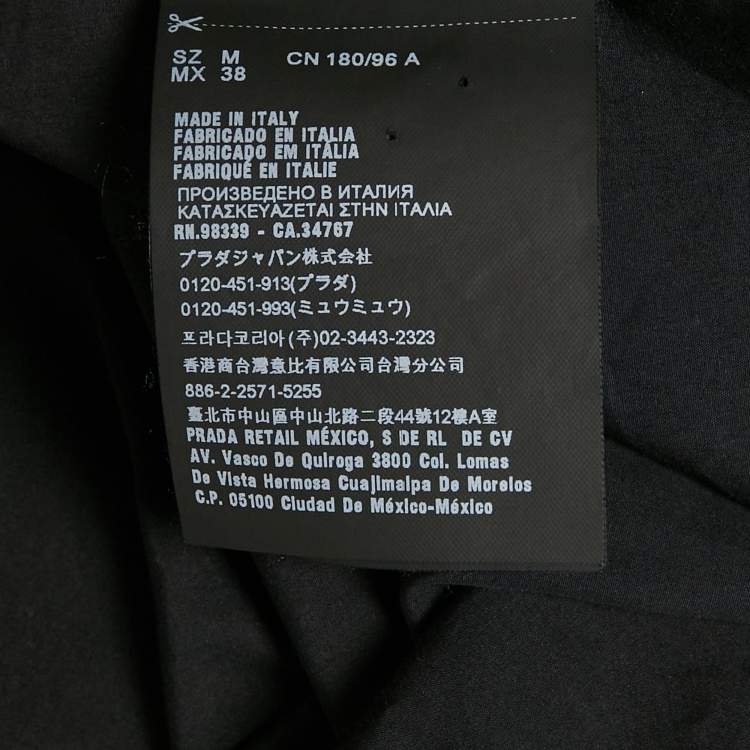 SZ M CN 180/96 A
MX 38
MADE IN ITALY
FABRICADO EN ITALIA
FABRICADO EM ITÁLIA
FABRIQUÉ EN ITALIE
ПРОИЗВЕДЕНО В ИТАЛИЯ
ΚΑΤΑΣΚΕΥΑΖΕΤΑΙ ΣΤΗΝ ΙΤΑΛΙΑ
RN.98339 - CA.34767
プラダジャパン株式会社
0120-451-913(プラダ)
0120-451-993(ミュウミュウ)
프라다코리아(주)02-3443-2323
香港商台灣意比有限公司台灣分公司
886-2-2571-5255
臺北市中山區中山北路二段44號12樓A室
PRADA RETAIL MÉXICO, S DE RL DE CV
AV. Vasco De Quiroga 3800 Col. Lomas
De Vista Hermosa Cuajimalpa De Morelos
C.P. 05100 Ciudad De México-México